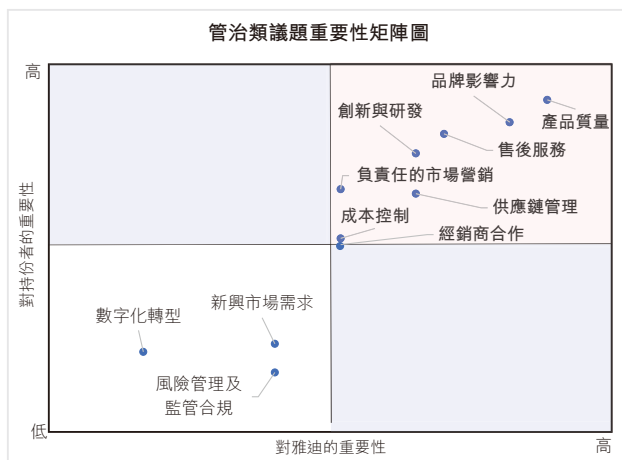 管治類議題重要性矩陣圖
高
品牌影響力
產品質量
創新與研發
售後服務
負責任的市場營銷
供應鏈管理
成本控制
經銷商合作
對持份者的重要性
新興市場需求
數字化轉型
風險管理及
監管合規
低
對雅迪的重要性
高